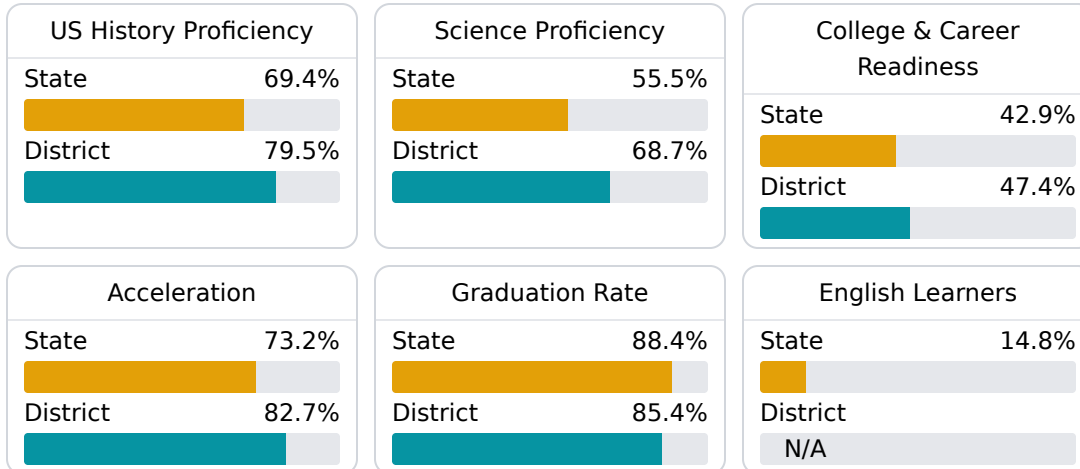 US History Proficiency
State 69.4%
District 79.5%
Science Proficiency
State 55.5%
District 68.7%
College & Career
Readiness
State 42.9%
District 47.4%
Acceleration
State 73.2%
District 82.7%
Graduation Rate
State 88.4%
District 85.4%
English Learners
State 14.8%
District
N/A